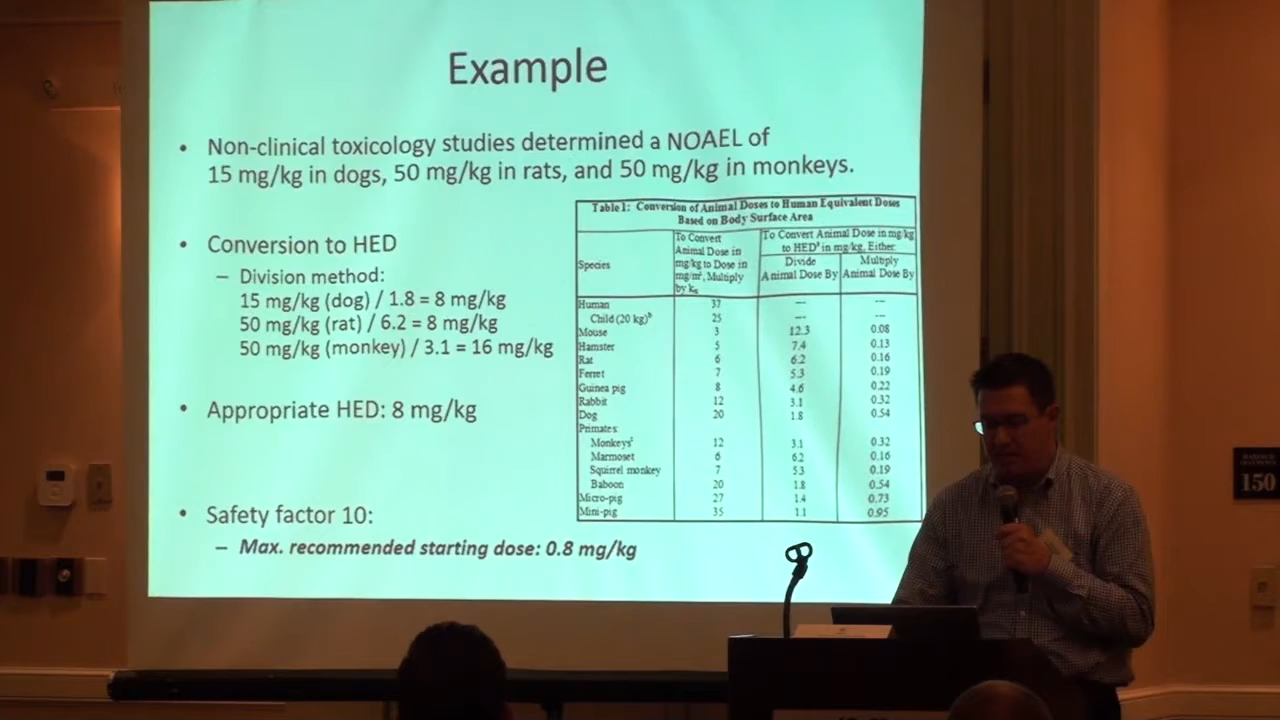 Example
• Non-clinical toxicology studies determined a NOAEL of
15 mg/kg in dogs, 50 mg/kg in rats, and 50 mg/kg in monkeys.
• Conversion to HED
– Division method:
15 mg/kg (dog) / 1.8 = 8 mg/kg
50 mg/kg (rat) / 6.2 = 8 mg/kg
50 mg/kg (monkey) / 3.1 = 16 mg/kg
• Appropriate HED: 8 mg/kg
• Safety factor 10:
– Max. recommended starting dose: 0.8 mg/kg
Table 1: Conversion of Animal Doses to Human Equivalent Doses
Based on Body Surface Area
Species
To Convert
Animal Dose in
mg/kg to Dose in
mg/m², Multiply
by km
To Convert Animal Dose in mg/kg
to HEDª in mg/kg, Either:
Divide
Animal Dose By
Multiply
Animal Dose By
Human 37 --- ---
Child (20 kg)ᵇ 25 --- ---
Mouse 3 12.3 0.08
Hamster 5 7.4 0.13
Rat 6 6.2 0.16
Ferret 7 5.3 0.19
Guinea pig 8 4.6 0.22
Rabbit 12 3.1 0.32
Dog 20 1.8 0.54
Primates:
Monkeysᶜ 12 3.1 0.32
Marmoset 6 6.2 0.16
Squirrel monkey 7 5.3 0.19
Baboon 20 1.8 0.54
Micro-pig 27 1.4 0.73
Mini-pig 35 1.1 0.95
150